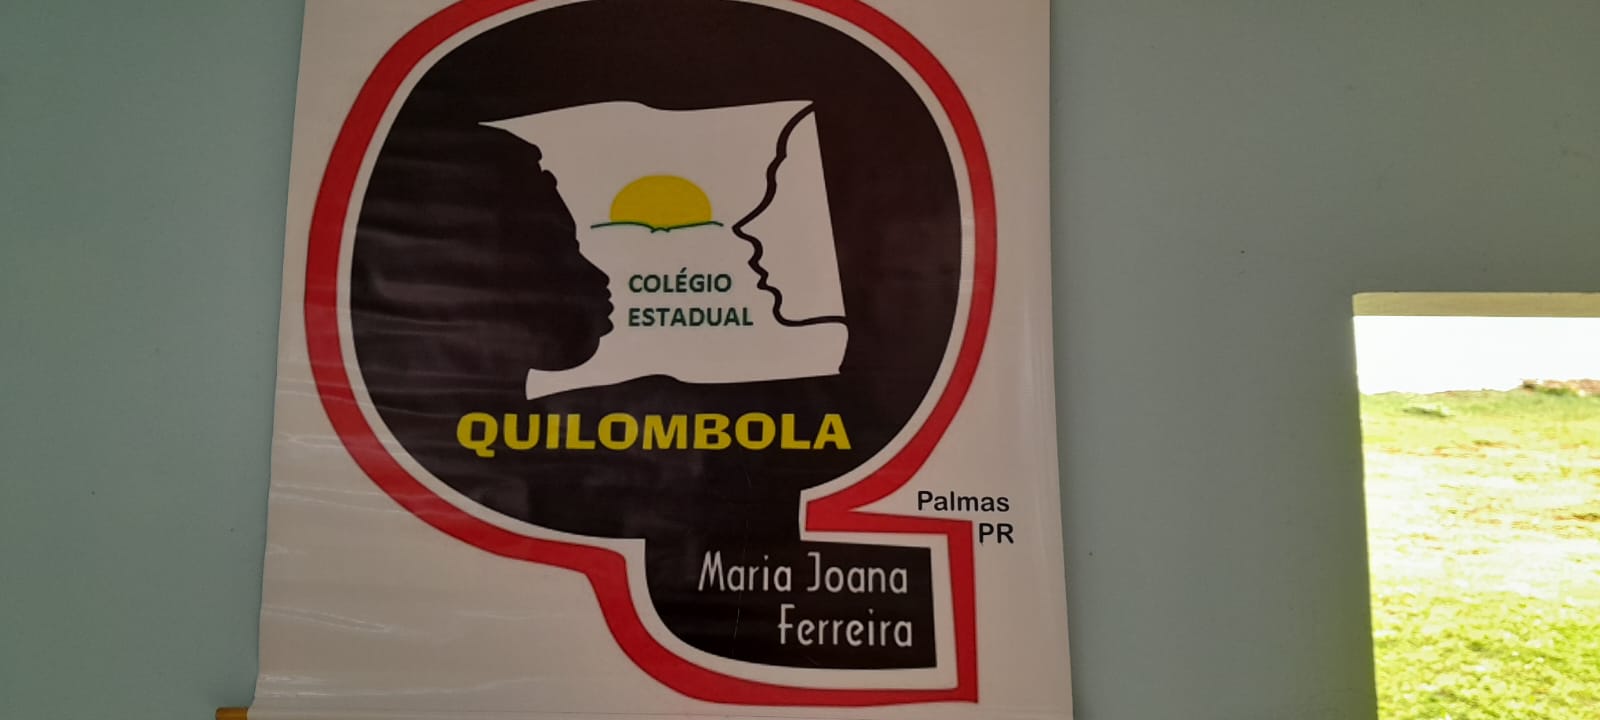 COLÉGIO
ESTADUAL
QUILOMBOLA
Palmas
PR
Maria Joana
Ferreira